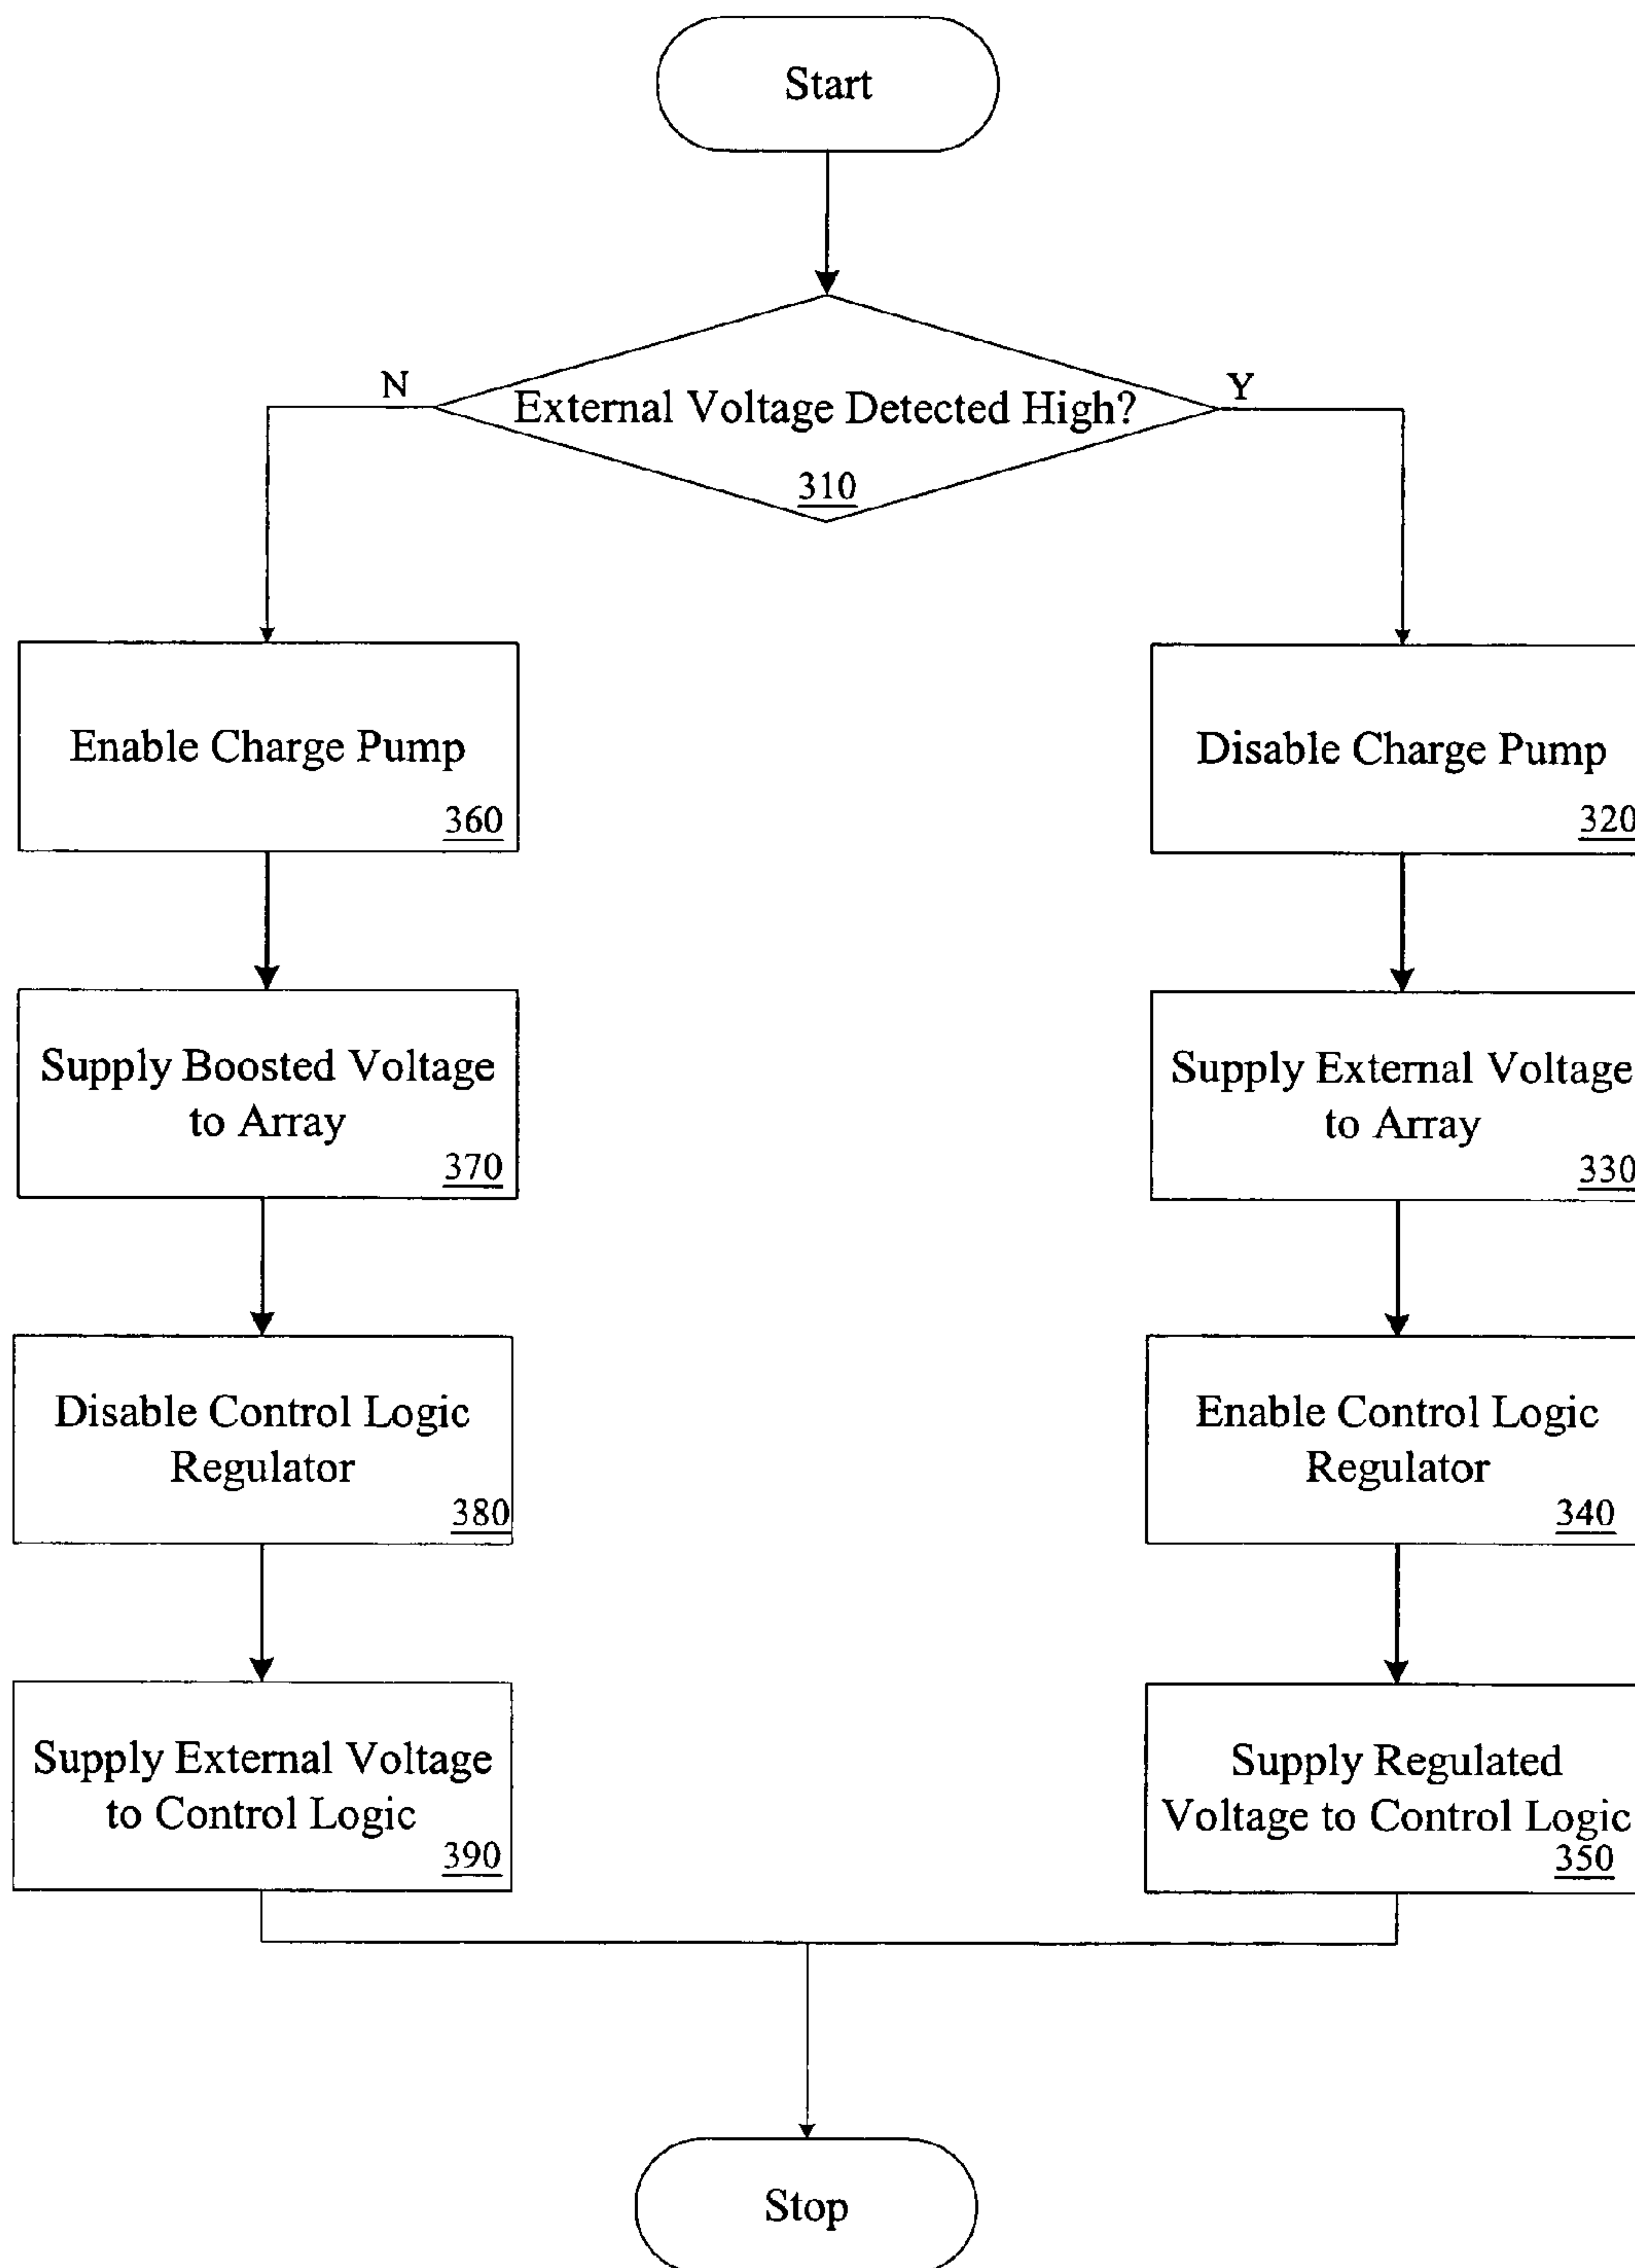 Start
External Voltage Detected High?
310
N
Y
Enable Charge Pump
360
Supply Boosted Voltage
to Array
370
Disable Control Logic
Regulator
380
Supply External Voltage
to Control Logic
390
Disable Charge Pump
320
Supply External Voltage
to Array
330
Enable Control Logic
Regulator
340
Supply Regulated
Voltage to Control Logic
350
Stop